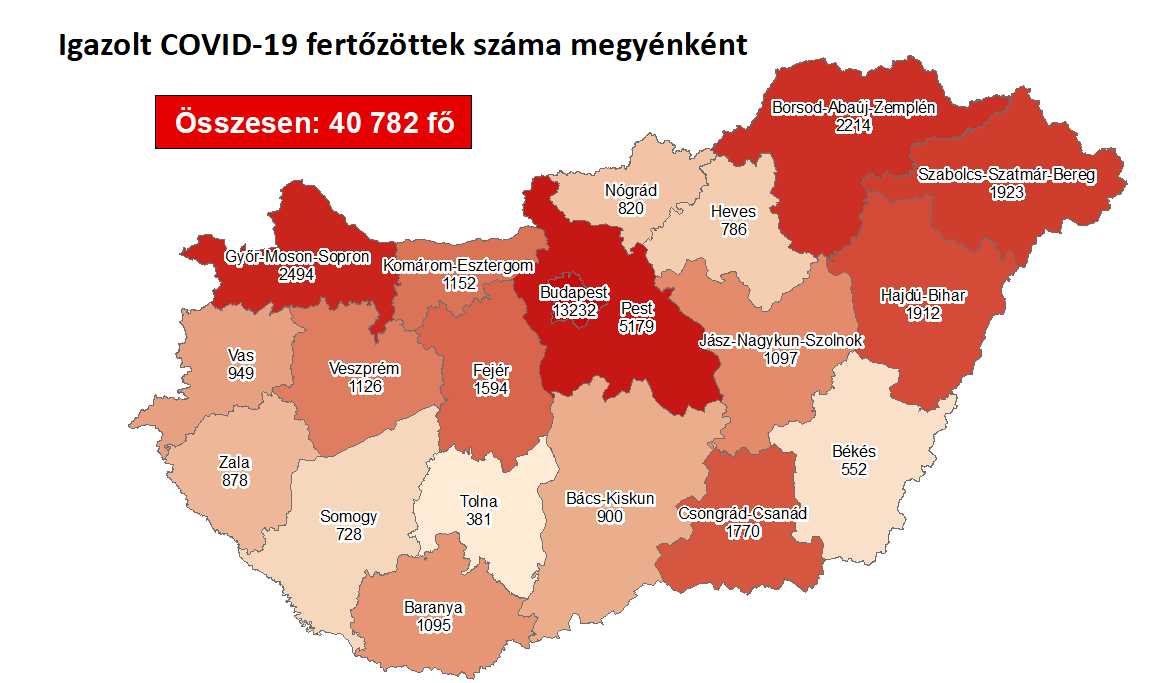 Igazolt COVID-19 fertőzöttek száma megyénként
Összesen: 40 782 fő
Borsod-Abaúj-Zemplén
2214
Szabolcs-Szatmár-Bereg
1923
Nógrád
820
Heves
786
Győr-Moson-Sopron
2494
Komárom-Esztergom
1152
Budapest
13232
Pest
5179
Hajdú-Bihar
1912
Jász-Nagykun-Szolnok
1097
Vas
949
Veszprém
1126
Fejér
1594
Békés
552
Zala
878
Tolna
381
Bács-Kiskun
900
Csongrád-Csanád
1770
Somogy
728
Baranya
1095